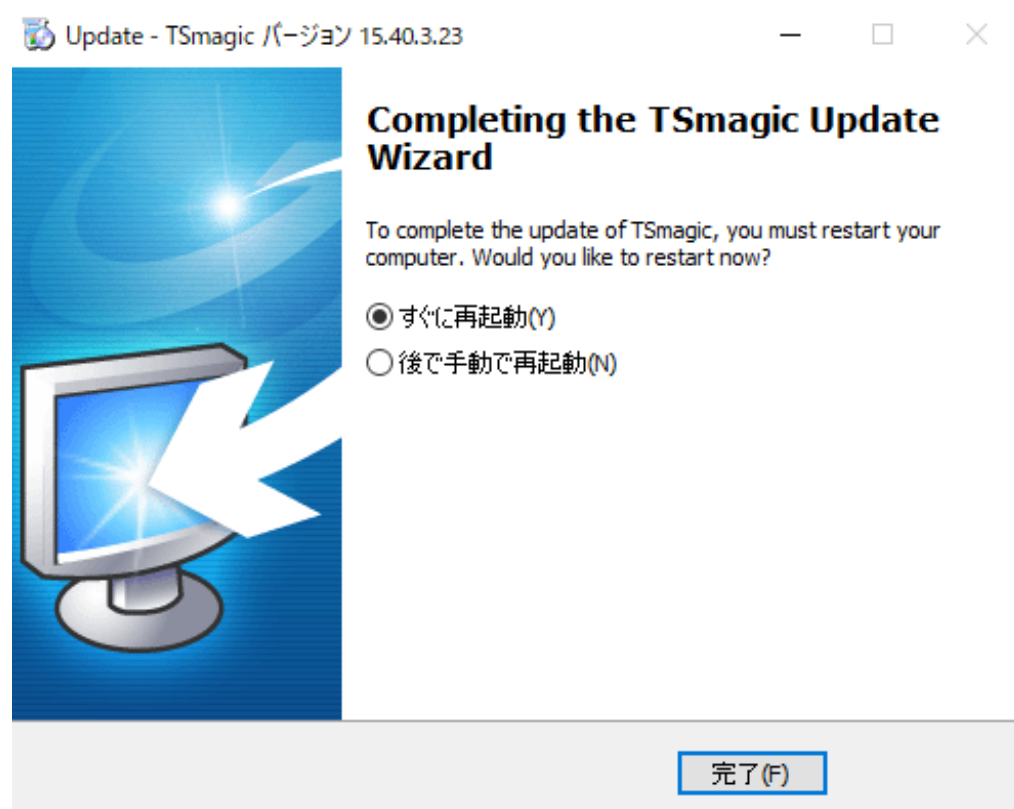 Update - TSmagic バージョン 15.40.3.23
Completing the TSmagic Update
Wizard
To complete the update of TSmagic, you must restart your
computer. Would you like to restart now?
すぐに再起動(Y)
後で手動で再起動(N)
完了(F)